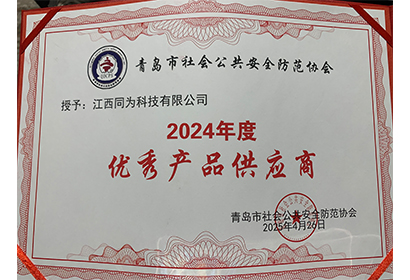 青岛市社会公共安全防范协会
授予：江西同为科技有限公司
2024年度
优秀产品供应商
青岛市社会公共安全防范协会
2025年4月26日